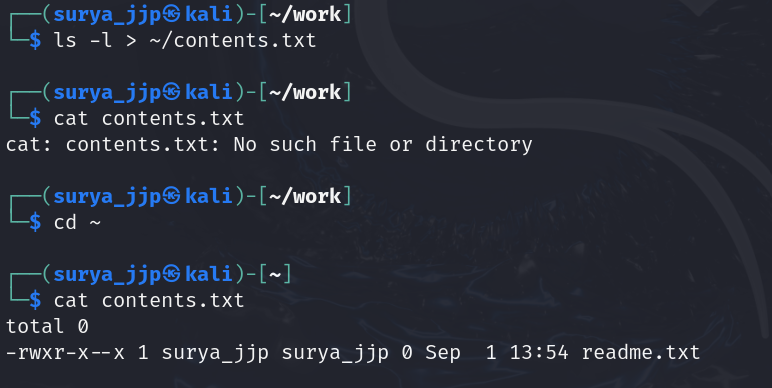 ┌──(surya_jjp㉿kali)-[~/work]
└─$ ls -l > ~/contents.txt
┌──(surya_jjp㉿kali)-[~/work]
└─$ cat contents.txt
cat: contents.txt: No such file or directory
┌──(surya_jjp㉿kali)-[~/work]
└─$ cd ~
┌──(surya_jjp㉿kali)-[~]
└─$ cat contents.txt
total 0
-rwxr-x--x 1 surya_jjp surya_jjp 0 Sep  1 13:54 readme.txt